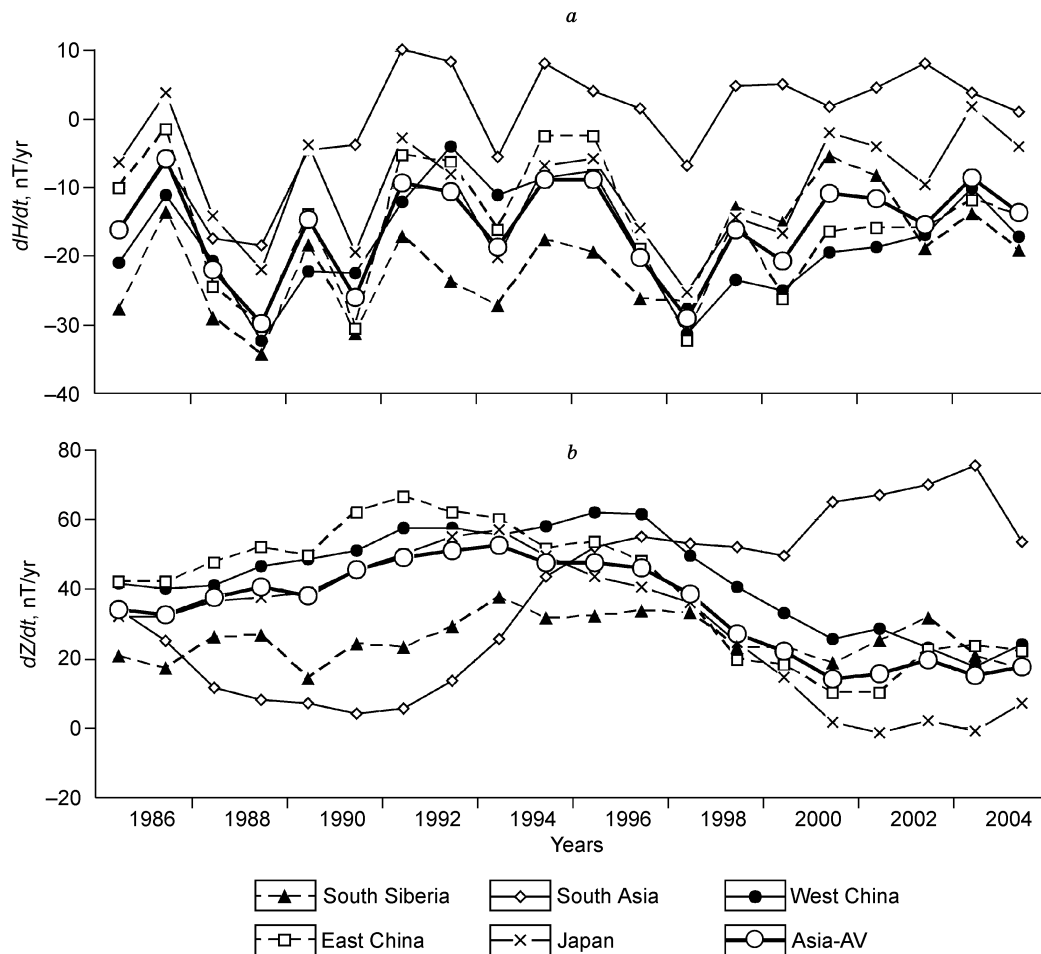 a
10
0
–10
–20
–30
–40
dH/dt, nT/yr
80
60
40
20
0
–20
dZ/dt, nT/yr
b
1986 1988 1990 1992 1994 1996 1998 2000 2002 2004
Years
South Siberia South Asia West China
East China Japan Asia-AV